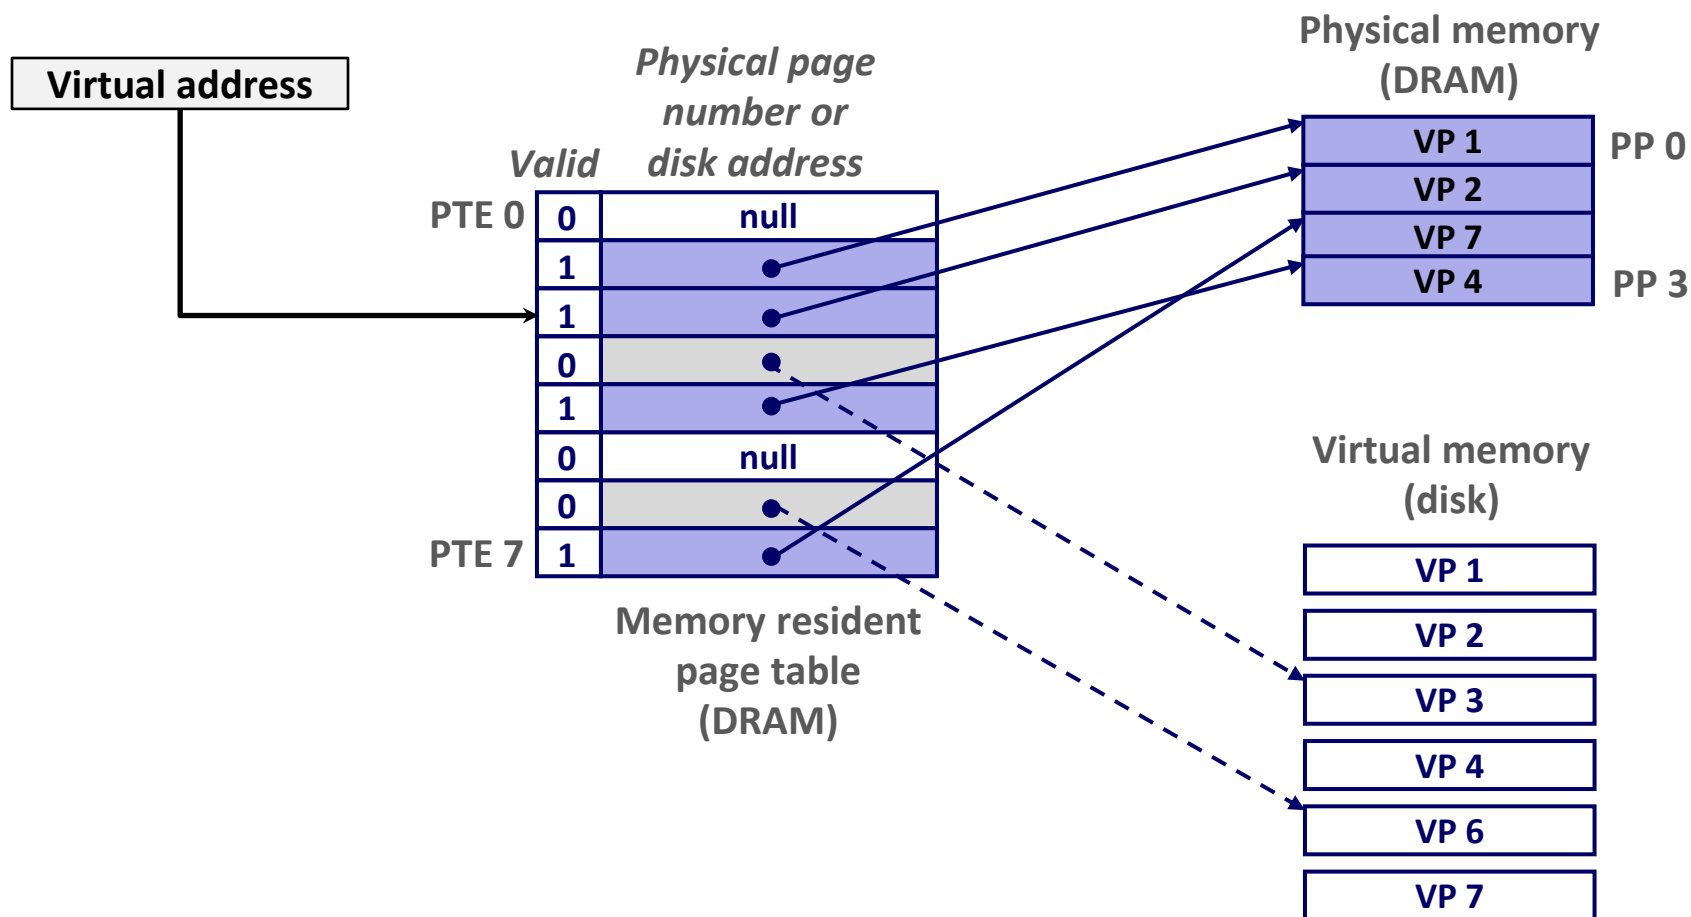 Virtual address
Physical page
number or
disk address
Valid
PTE 0
0
null
1
1
0
1
0
null
0
PTE 7
1
Memory resident
page table
(DRAM)
Physical memory
(DRAM)
VP 1
PP 0
VP 2
VP 7
VP 4
PP 3
Virtual memory
(disk)
VP 1
VP 2
VP 3
VP 4
VP 6
VP 7